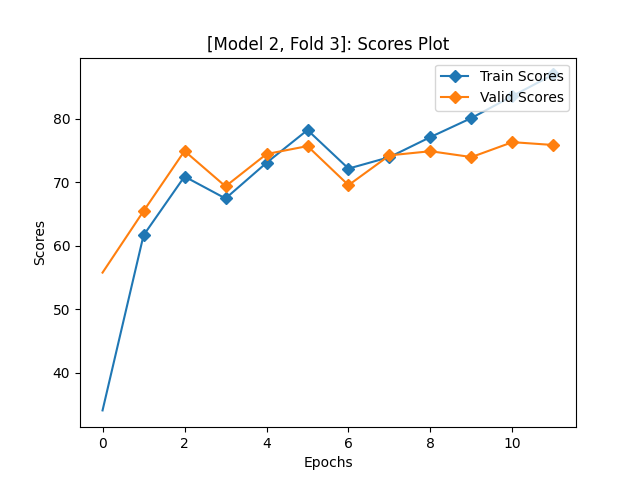 [Model 2, Fold 3]: Scores Plot
Train Scores
Valid Scores
Scores
80
70
60
50
40
0 2 4 6 8 10
Epochs